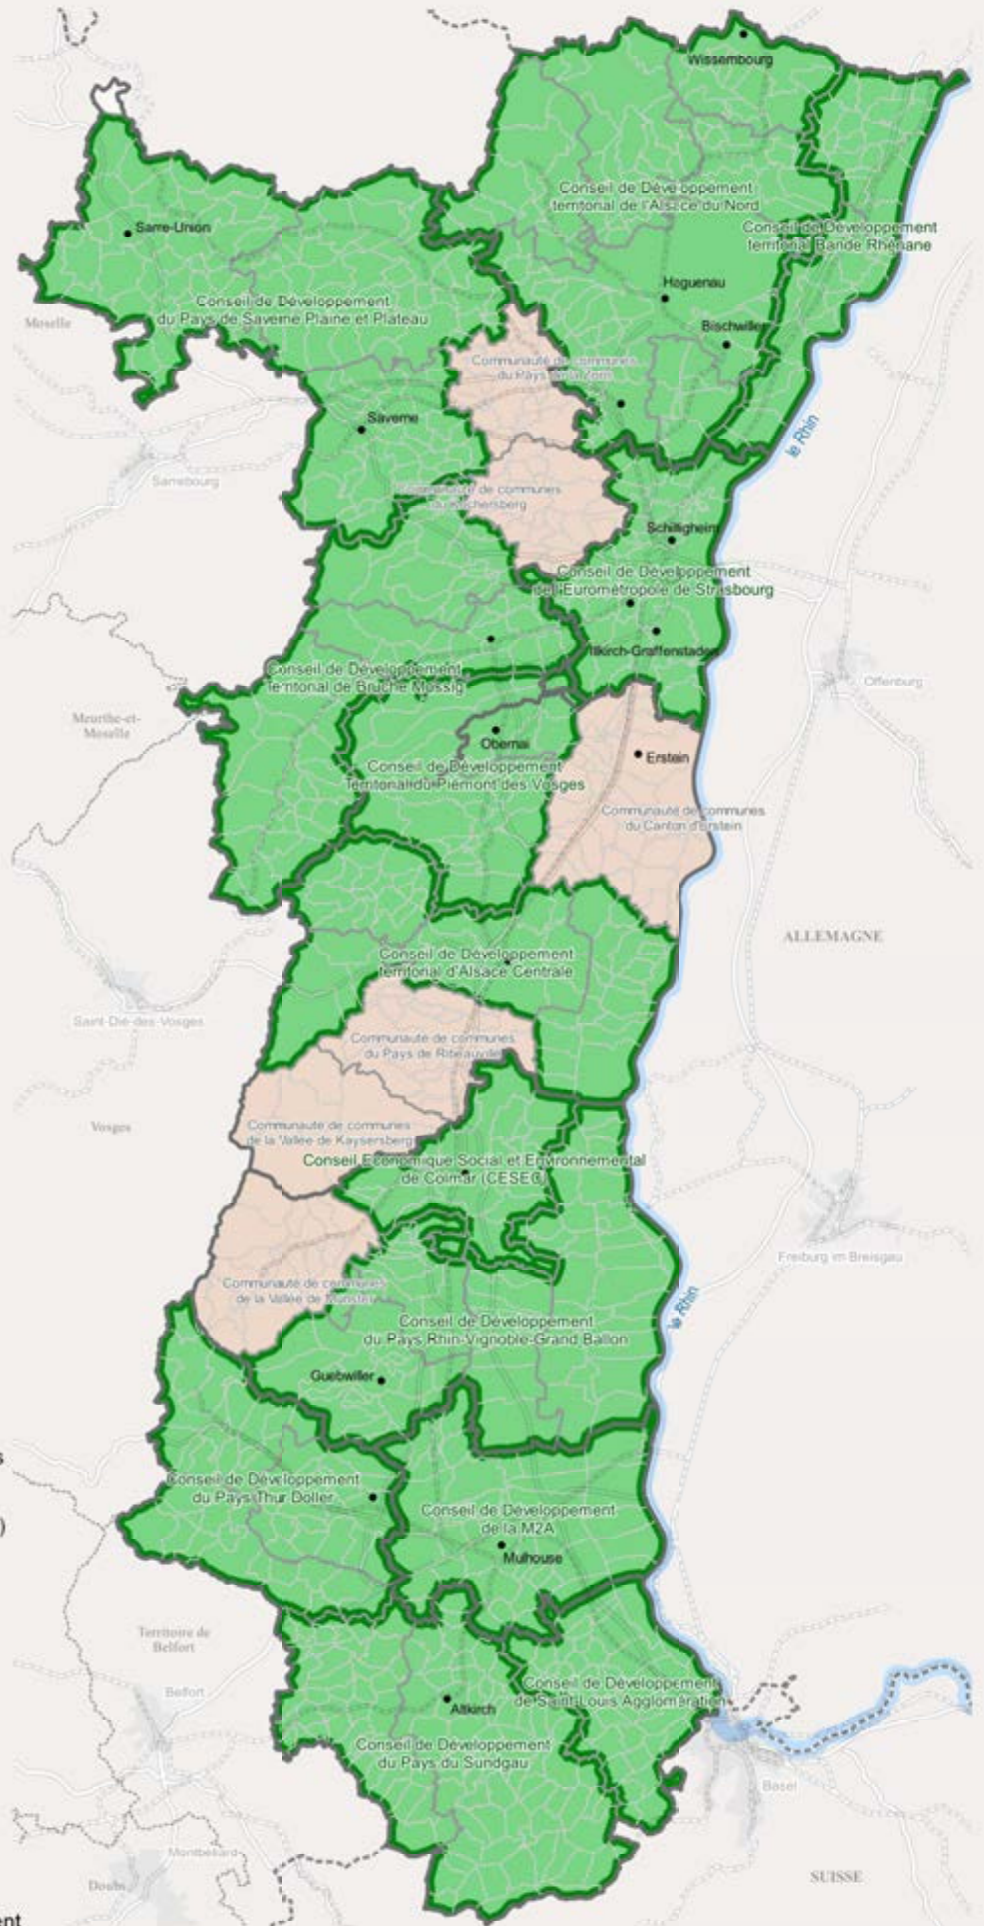 Wissembourg
Conseil de Développement
territorial de l'Alsace du Nord
Conseil de Développement
territorial Bande Rhénane
Sarre-Union
Haguenau
Conseil de Développement
du Pays de Saverne Plaine et Plateau
Moselle
Bischwiller
Communauté de communes
du Pays de la Zorn
Saverne
le Rhin
Sarrebourg
Communauté de communes
du Kochersberg
Schiltigheim
Conseil de Développement
de l'Eurométropole de Strasbourg
Illkirch-Graffenstaden
Conseil de Développement
Territorial de Bruche Mossig
Offenburg
Meurthe-et-
Moselle
Obernai
Erstein
Conseil de Développement
Territorial du Piémont des Vosges
Communauté de communes
du Canton d'Erstein
ALLEMAGNE
Conseil de Développement
territorial d'Alsace Centrale
Saint-Dié-des-Vosges
Communauté de communes
du Pays de Ribeauvillé
Vosges
Communauté de communes
de la Vallée de Kaysersberg
Conseil Economique Social et Environnemental
de Colmar (CESEC)
Freiburg im Breisgau
Communauté de communes
de la Vallée de Munster
le Rhin
Conseil de Développement
du Pays Rhin-Vignoble-Grand Ballon
Guebwiller
s
Conseil de Développement
du Pays Thur Doller
)
Conseil de Développement
de la M2A
Mulhouse
Territoire de
Belfort
Belfort
Conseil de Développement
de Saint Louis Agglomération
Altkirch
Conseil de Développement
du Pays du Sundgau
Basel
Montbéliard
Doubs
SUISSE
ent